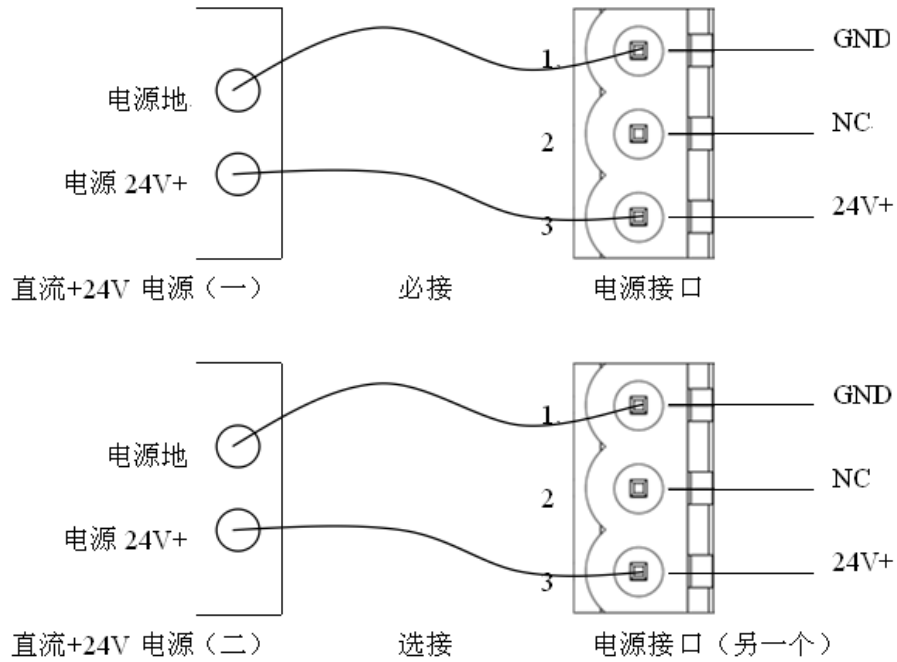 GND
1.
电源地
NC
2
电源 24V+
24V+
3
直流+24V 电源（一） 必接 电源接口
GND
1.
电源地
NC
2
电源 24V+
24V+
3
直流+24V 电源（二） 选接 电源接口（另一个）